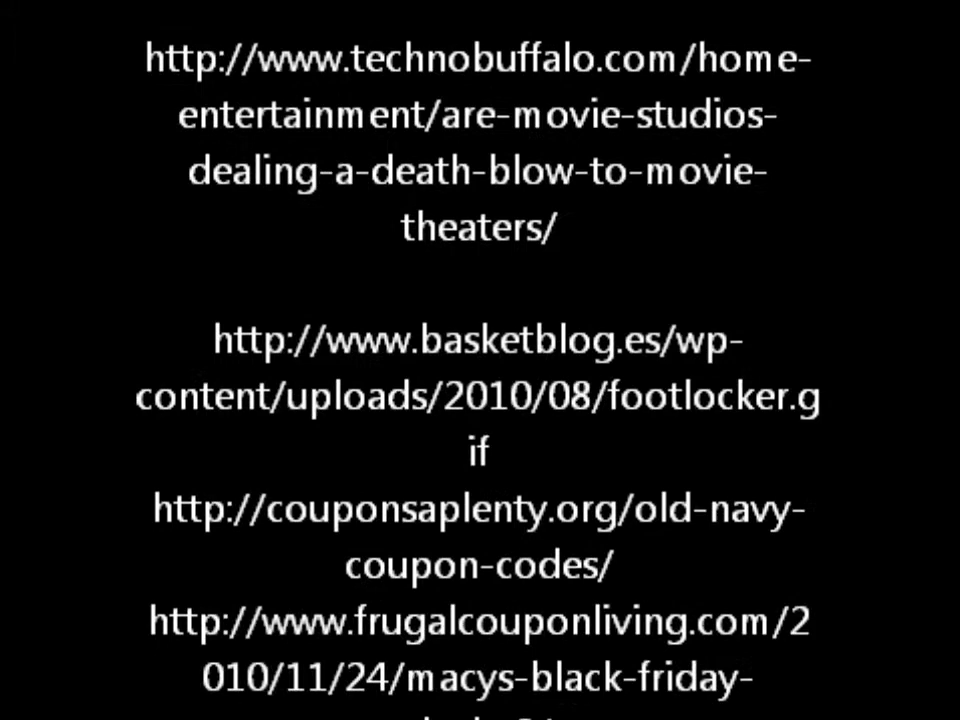 http://www.technobuffalo.com/home-
entertainment/are-movie-studios-
dealing-a-death-blow-to-movie-
theaters/
http://www.basketblog.es/wp-
content/uploads/2010/08/footlocker.g
if
http://couponsaplenty.org/old-navy-
coupon-codes/
http://www.frugalcouponliving.com/2
010/11/24/macys-black-friday-